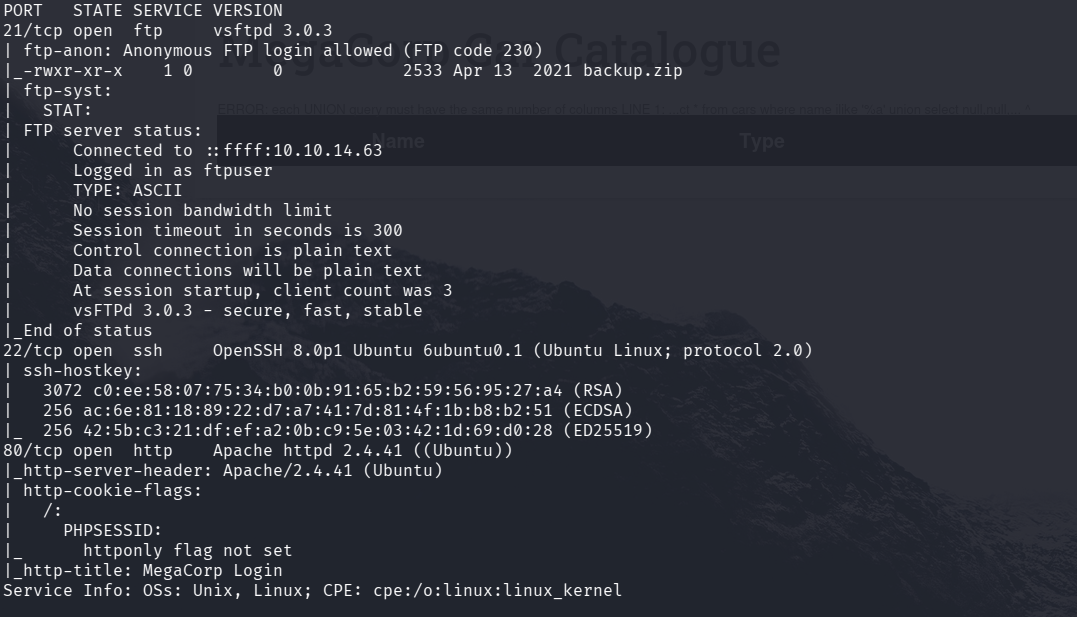 PORT   STATE SERVICE VERSION
21/tcp open  ftp     vsftpd 3.0.3
| ftp-anon: Anonymous FTP login allowed (FTP code 230)
|_-rwxr-xr-x    1 0        0            2533 Apr 13  2021 backup.zip
| ftp-syst:
|   STAT:
| FTP server status:
|      Connected to ::ffff:10.10.14.63
|      Logged in as ftpuser
|      TYPE: ASCII
|      No session bandwidth limit
|      Session timeout in seconds is 300
|      Control connection is plain text
|      Data connections will be plain text
|      At session startup, client count was 3
|      vsFTPd 3.0.3 - secure, fast, stable
|_End of status
22/tcp open  ssh     OpenSSH 8.0p1 Ubuntu 6ubuntu0.1 (Ubuntu Linux; protocol 2.0)
| ssh-hostkey:
|   3072 c0:ee:58:07:75:34:b0:0b:91:65:b2:59:56:95:27:a4 (RSA)
|   256 ac:6e:81:18:89:22:d7:a7:41:7d:81:4f:1b:b8:b2:51 (ECDSA)
|_  256 42:5b:c3:21:df:ef:a2:0b:c9:5e:03:42:1d:69:d0:28 (ED25519)
80/tcp open  http    Apache httpd 2.4.41 ((Ubuntu))
|_http-server-header: Apache/2.4.41 (Ubuntu)
| http-cookie-flags:
|   /:
|     PHPSESSID:
|_      httponly flag not set
|_http-title: MegaCorp Login
Service Info: OSs: Unix, Linux; CPE: cpe:/o:linux:linux_kernel
MegaCorp Car Catalogue
ERROR: each UNION query must have the same number of columns LINE 1:
Name
Type